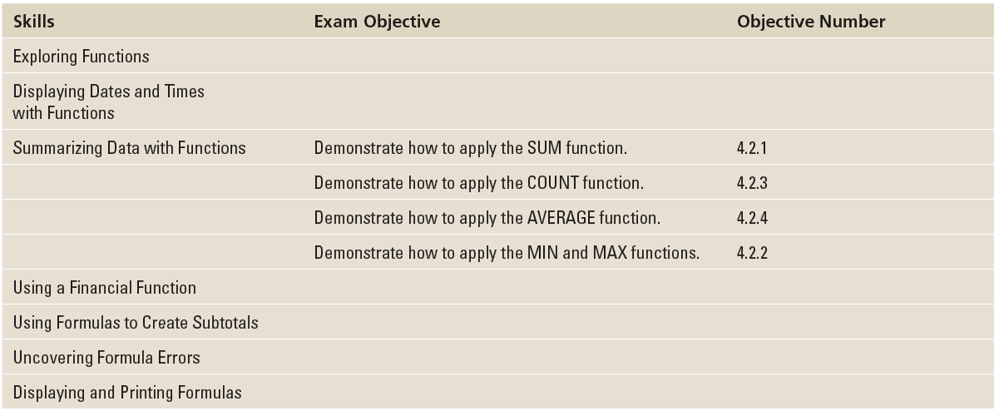 Skills Exam Objective Objective Number
Exploring Functions
Displaying Dates and Times
with Functions
Summarizing Data with Functions Demonstrate how to apply the SUM function. 4.2.1
Demonstrate how to apply the COUNT function. 4.2.3
Demonstrate how to apply the AVERAGE function. 4.2.4
Demonstrate how to apply the MIN and MAX functions. 4.2.2
Using a Financial Function
Using Formulas to Create Subtotals
Uncovering Formula Errors
Displaying and Printing Formulas